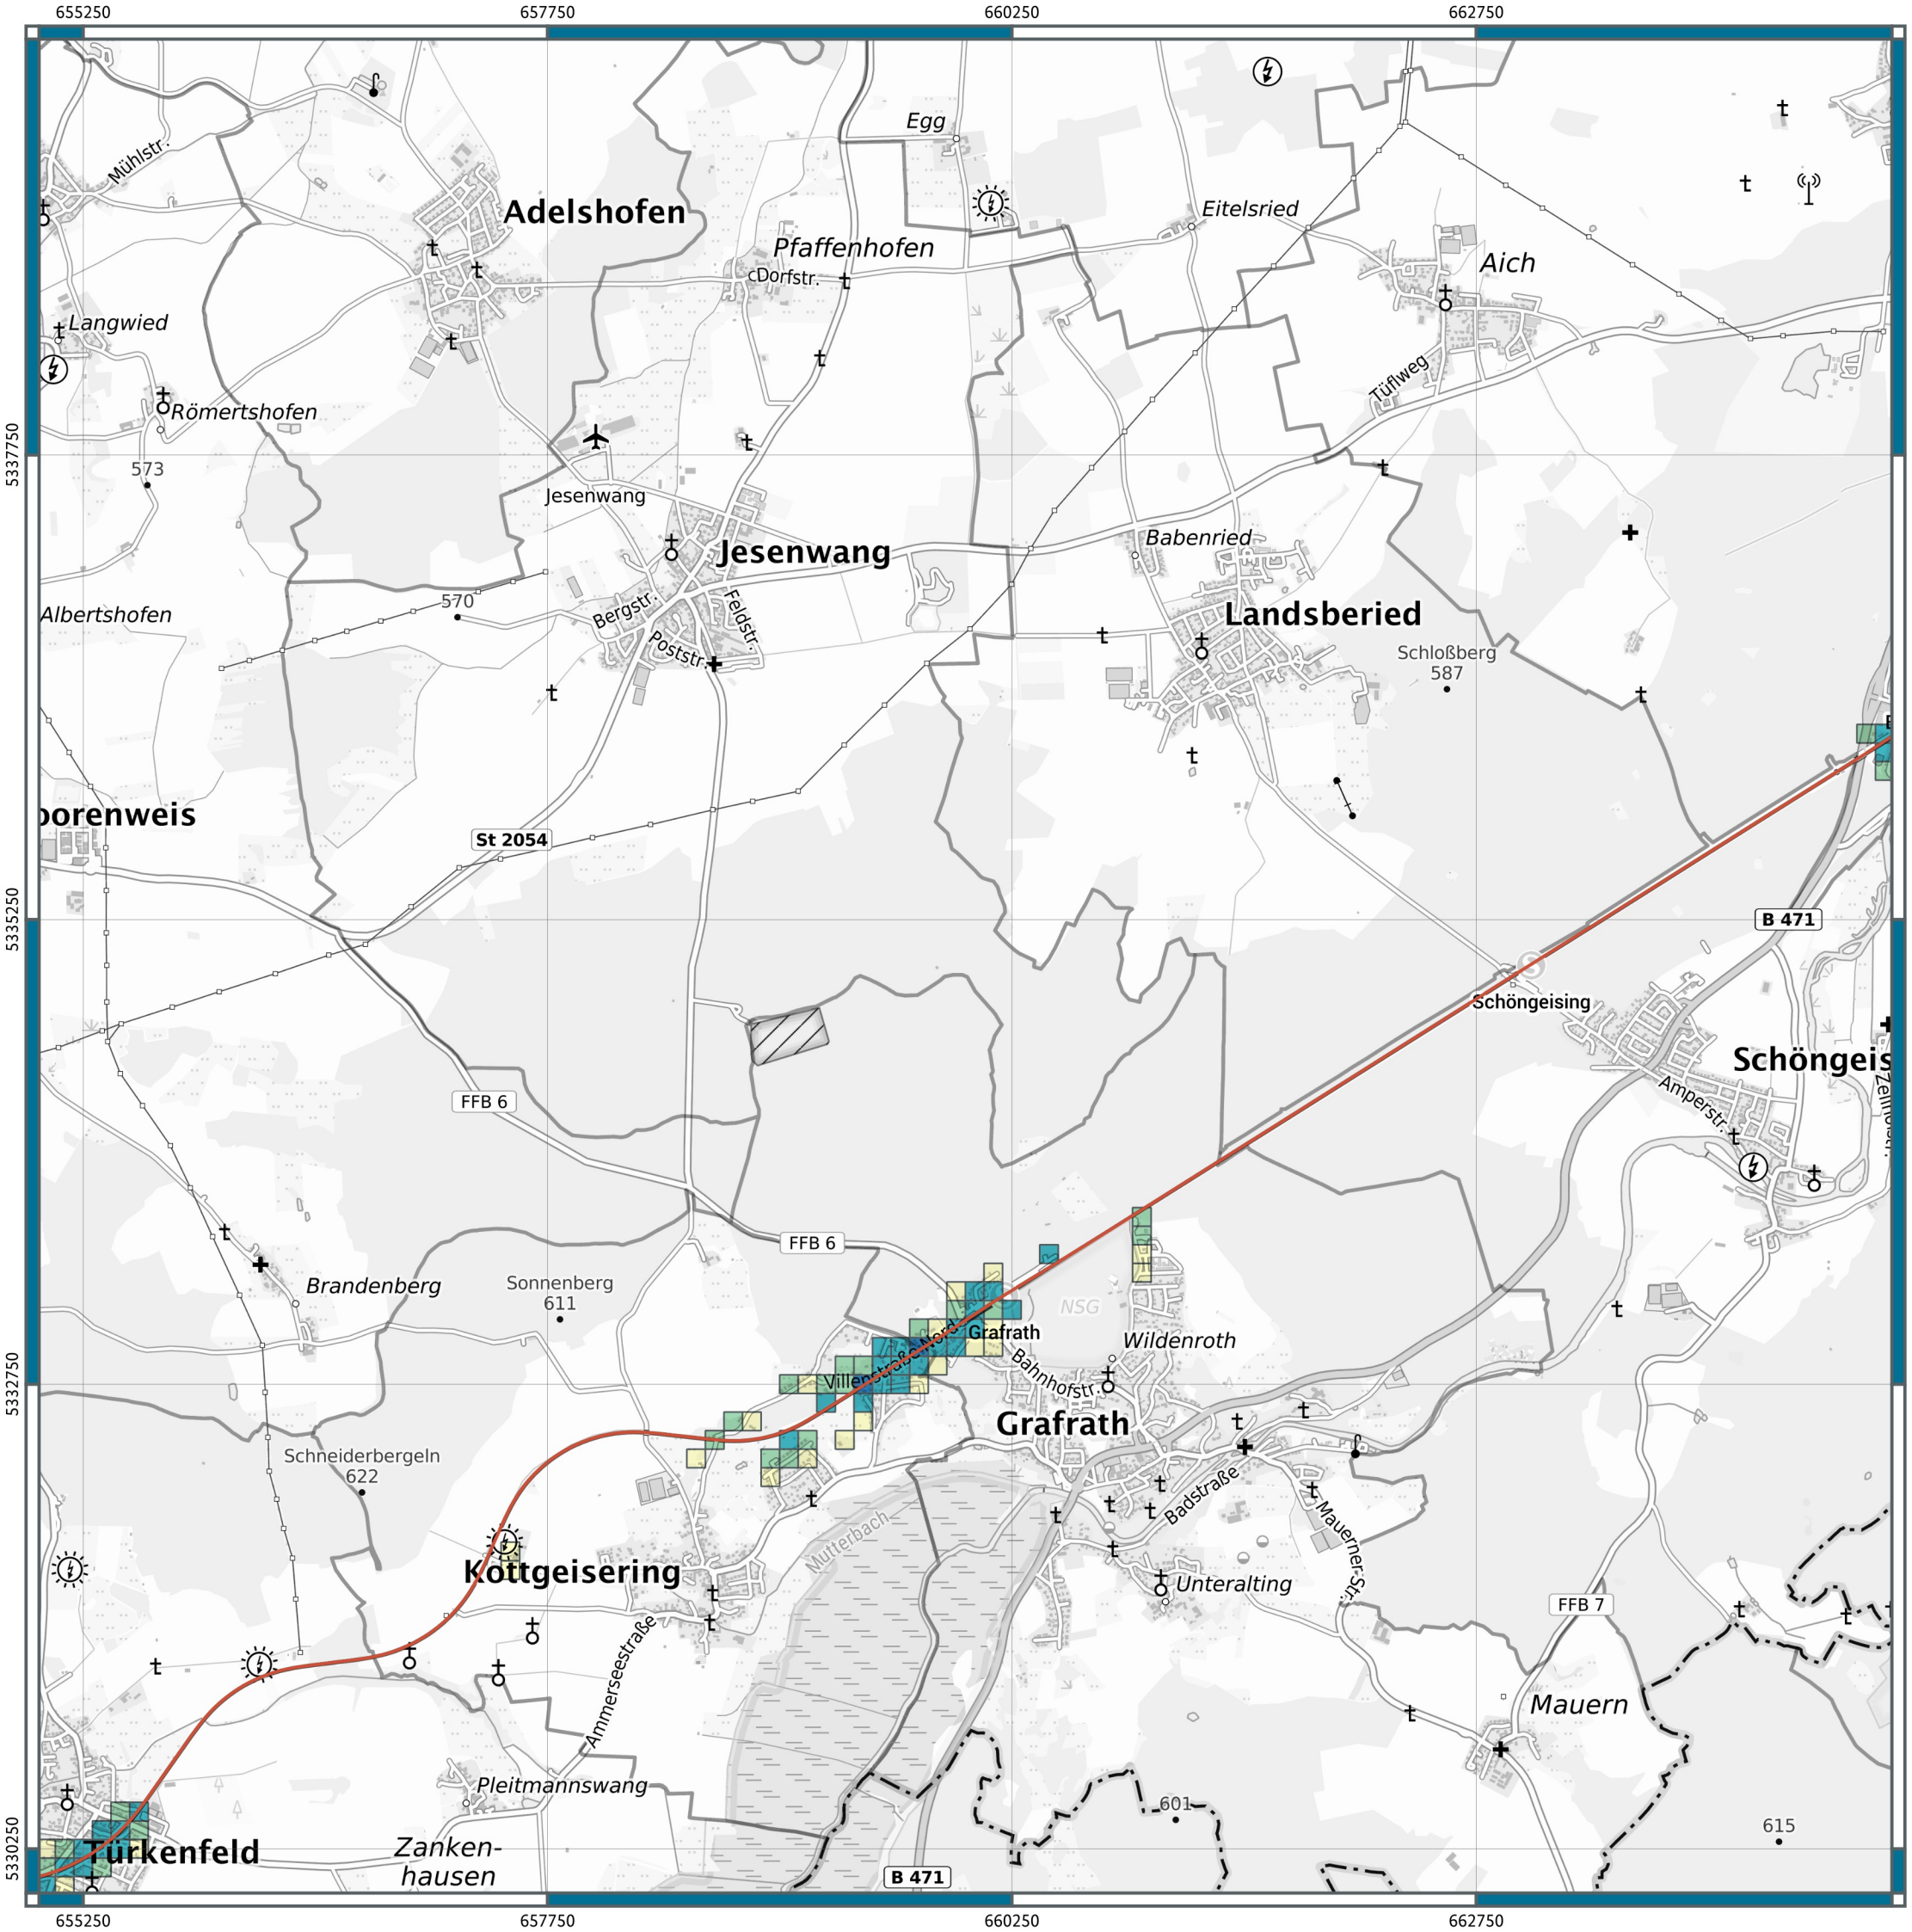 655250
657750
660250
662750
Egg
Mühlstr.
Adelshofen
Eitelsried
Pfaffenhofen
Dorfstr.
Aich
Langwied
Tüflweg
Römertshofen
5337750
573
Jesenwang
Babenried
Jesenwang
570
Bergstr.
Feldstr.
Albertshofen
Landsberied
Poststr.
Schloßberg
587
oorenweis
St 2054
5335250
B 471
Schöngeising
Schöngeis
FFB 6
Amperstr.
FFB 6
Brandenberg
Sonnenberg
611
NSG
Grafrath
Wildenroth
Villenstraße Nord
Bahnhofstr.
5332750
Grafrath
Schneiderbergeln
622
Badstraße
Mauerner-Str.
Mutterbach
Kottgeisering
Unteralting
FFB 7
Ammerseestraße
Mauern
Pleitmannswang
601
615
5330250
Türkenfeld
Zanken-
hausen
B 471
655250
657750
660250
662750